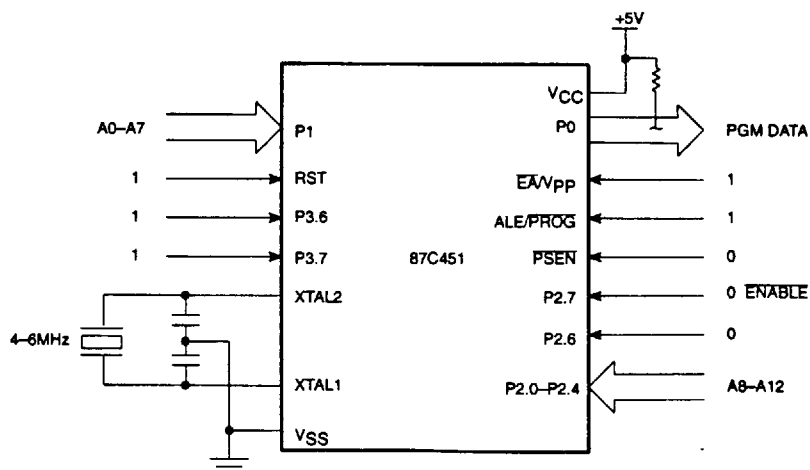 +5V
VCC
P0
PGM DATA
A0–A7
P1
1
RST
EA/VPP
1
1
P3.6
ALE/PROG
1
1
P3.7
87C451
PSEN
0
XTAL2
P2.7
0 ENABLE
4–6MHz
P2.6
0
XTAL1
P2.0–P2.4
A8–A12
VSS